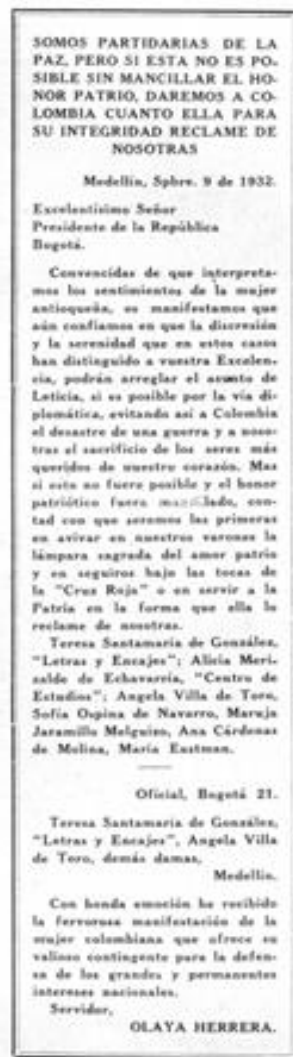 SOMOS PARTIDARIAS DE LA
PAZ, PERO SI ESTA NO ES PO-
SIBLE SIN MANCILLAR EL HO-
NOR PATRIO, DAREMOS A CO-
LOMBIA CUANTO ELLA PARA
SU INTEGRIDAD RECLAME DE
NOSOTRAS
Medellín, Spbre. 9 de 1932.
Excelentísimo Señor
Presidente de la República
Bogotá.
Convencidas de que interpreta-
mos los sentimientos de la mujer
antioqueña, os manifestamos que
aún confiamos en que la discreción
y la serenidad que en estos casos
han distinguido a vuestra Excelen-
cia, podrán arreglar el asunto de
Leticia, si es posible por la vía di-
plomática, evitando así a Colombia
el desastre de una guerra y a noso-
tras el sacrificio de los seres más
queridos de nuestro corazón. Mas
si esto no fuere posible y el honor
patriótico fuera mancillado, con-
tad con que seremos las primeras
en avivar en nuestros varones la
lámpara sagrada del amor patrio
y en seguiros bajo las tocas de
la "Cruz Roja" o en servir a la
Patria en la forma que ella lo
reclame de nosotras.
Teresa Santamaría de González,
"Letras y Encajes"; Alicia Meri-
zalde de Echavarría, "Centro de
Estudios"; Angela Villa de Toro,
Sofía Ospina de Navarro, Maruja
Jaramillo Melguizo, Ana Cárdenas
de Molina, María Eastman.
Oficial, Bogotá 21.
Teresa Santamaría de González,
"Letras y Encajes", Angela Villa
de Toro, demás damas,
Medellín.
Con honda emoción he recibido
la fervorosa manifestación de la
mujer colombiana que ofrece su
valioso contingente para la defen-
sa de los grandes y permanentes
intereses nacionales.
Servidor,
OLAYA HERRERA.